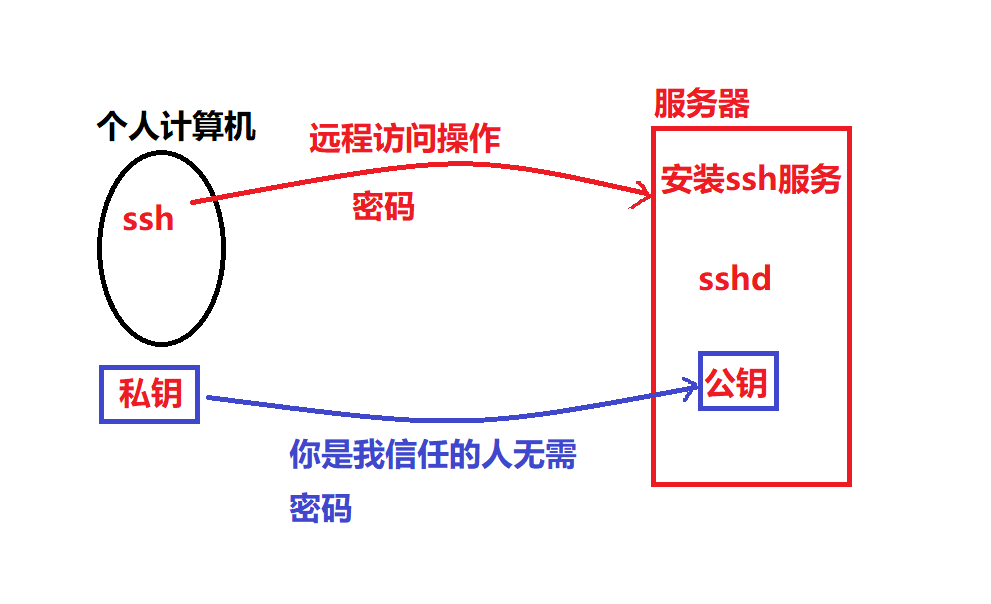 服务器
个人计算机
远程访问操作
密码
安装ssh服务
ssh
sshd
私钥
公钥
你是我信任的人无需
密码